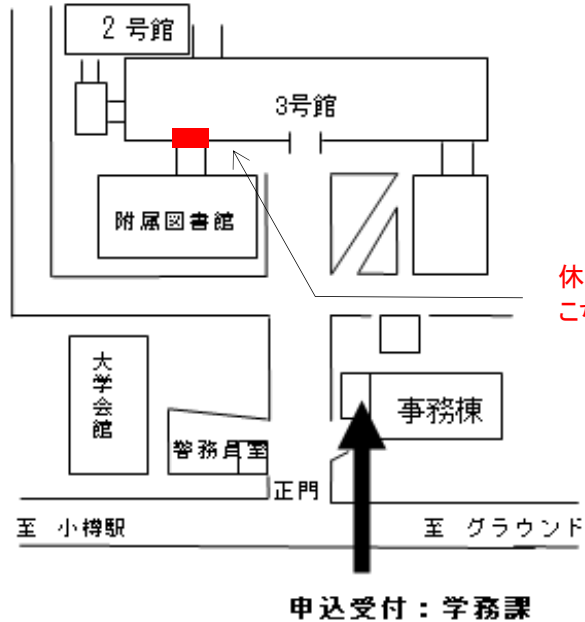 2 号館
3号館
附属図書館
休
こ
大学会館
事務棟
警務員室
正門
至 小樽駅
至 グラウンド
申込受付：学務課